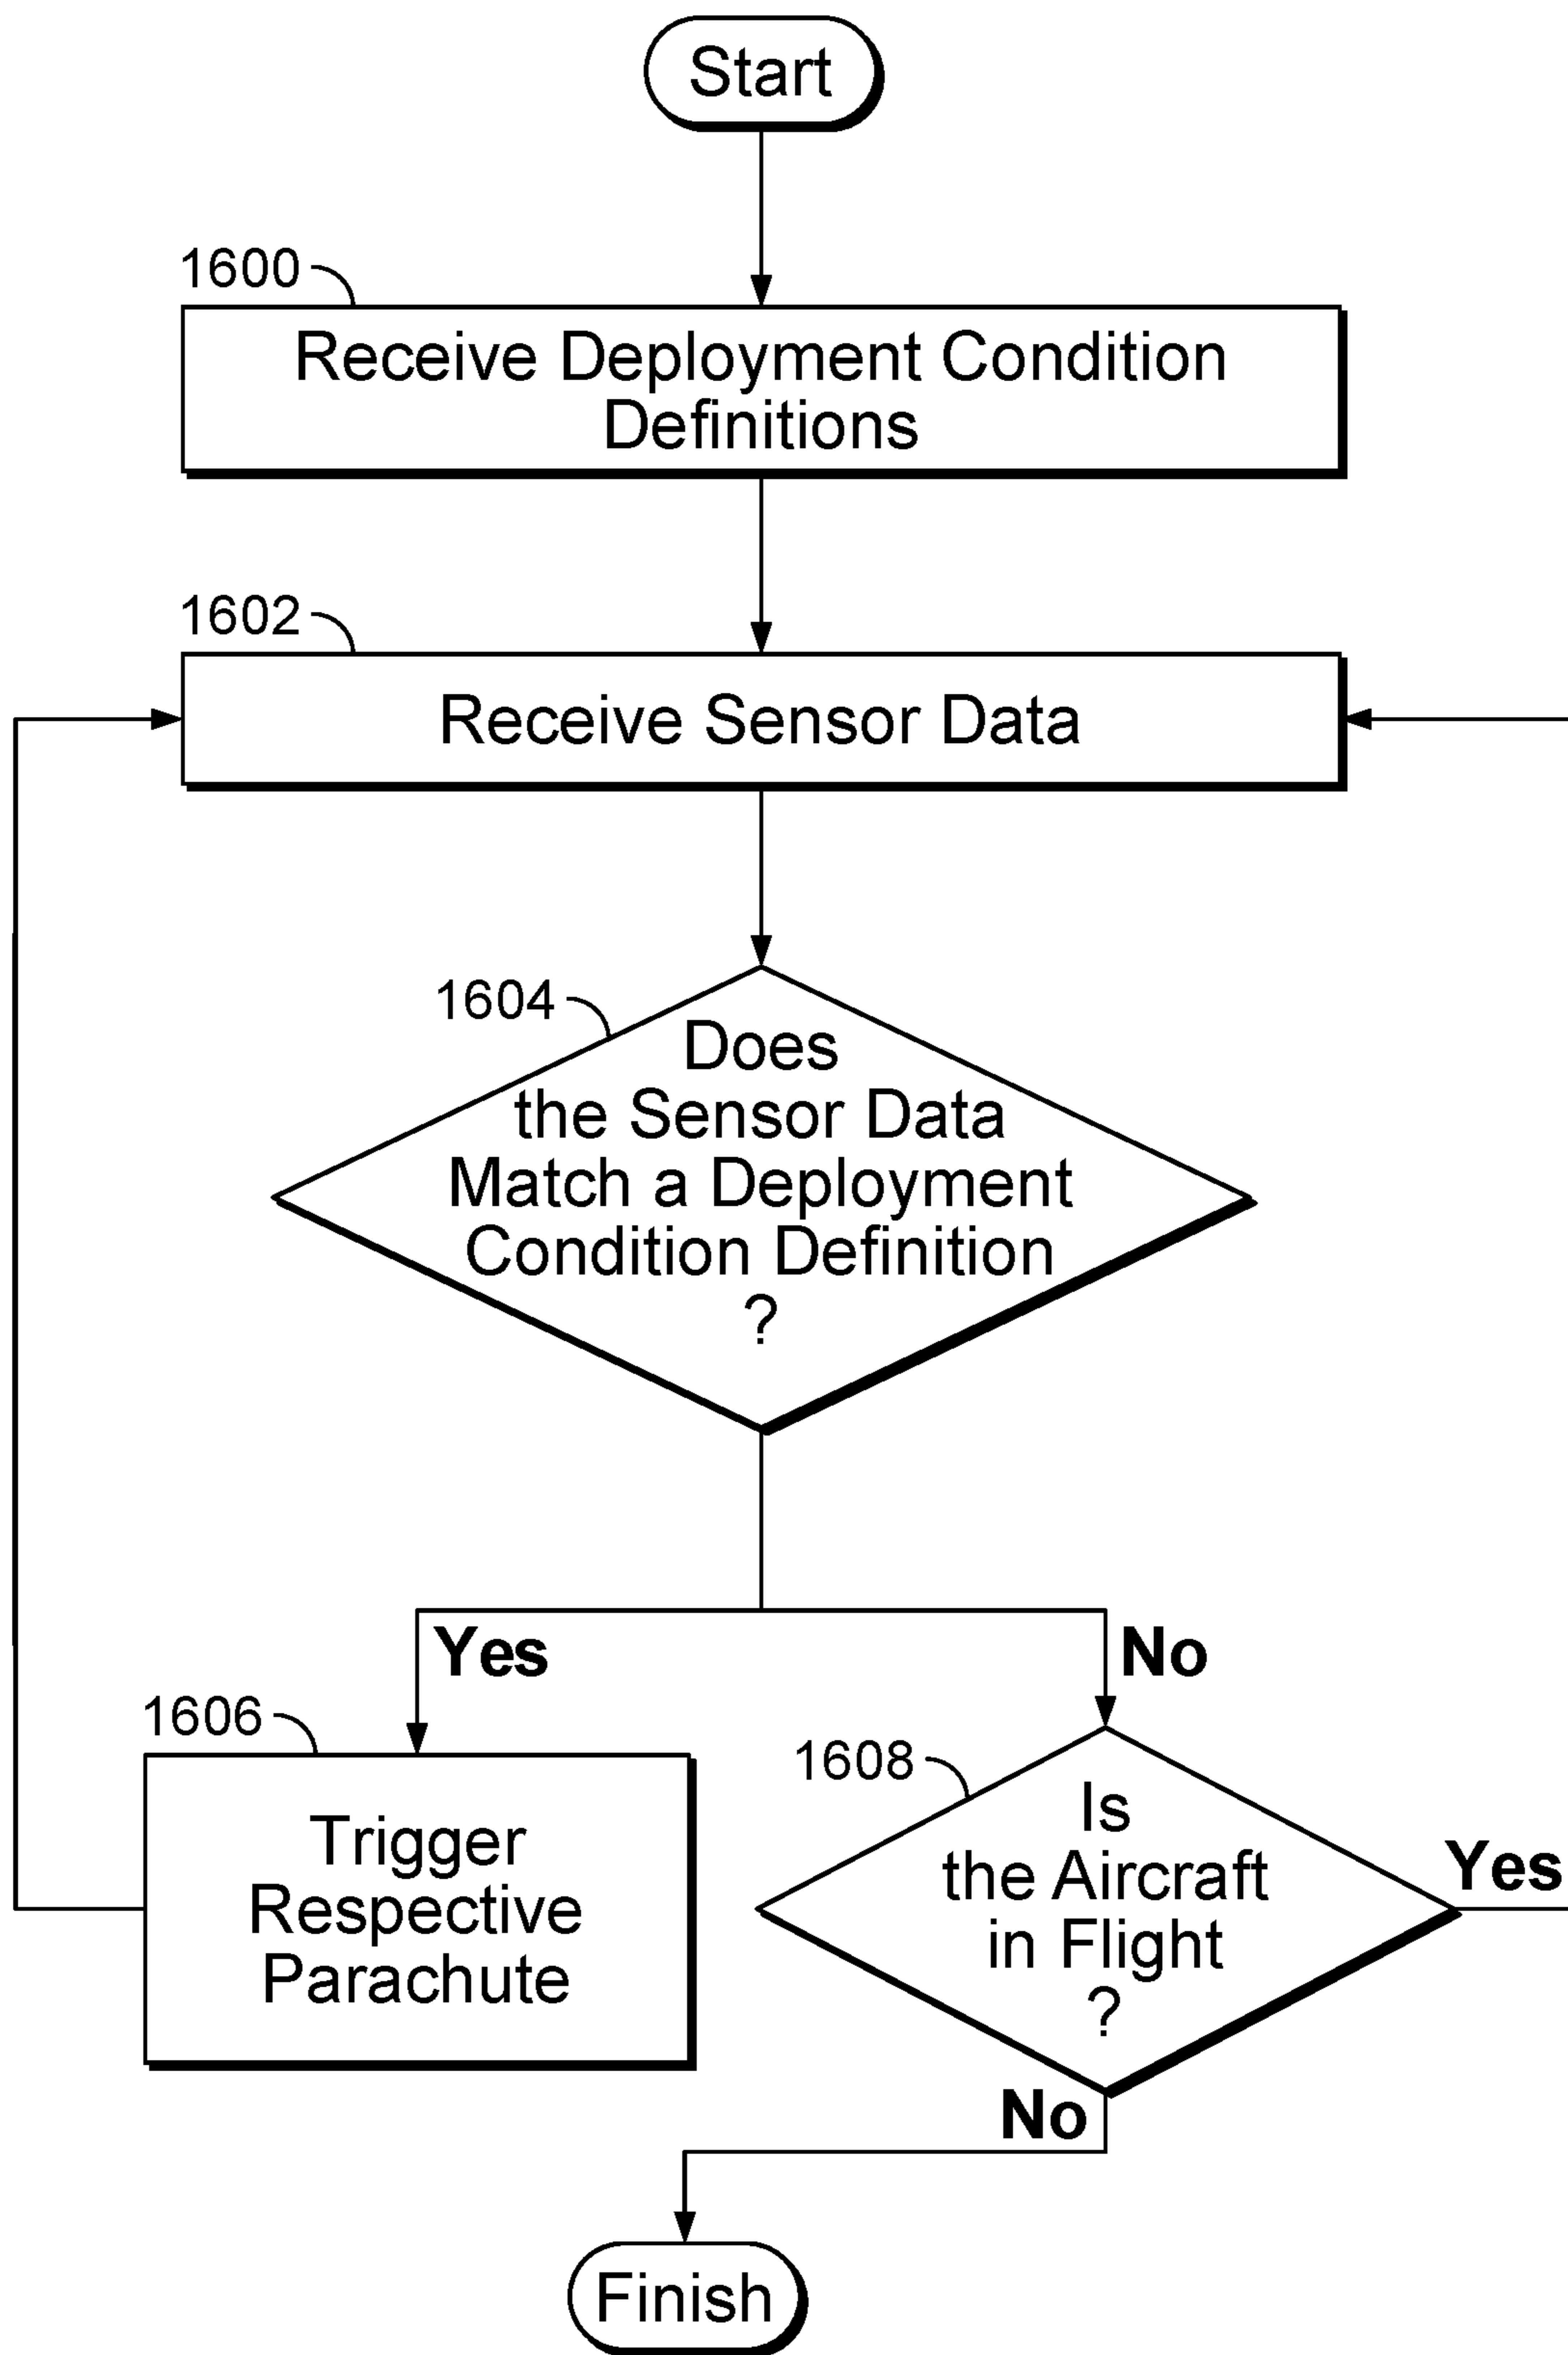 Start
1600
Receive Deployment Condition
Definitions
1602
Receive Sensor Data
1604
Does
the Sensor Data
Match a Deployment
Condition Definition
?
Yes
No
1606
Trigger
Respective
Parachute
1608
Is
the Aircraft
in Flight
?
Yes
No
Finish